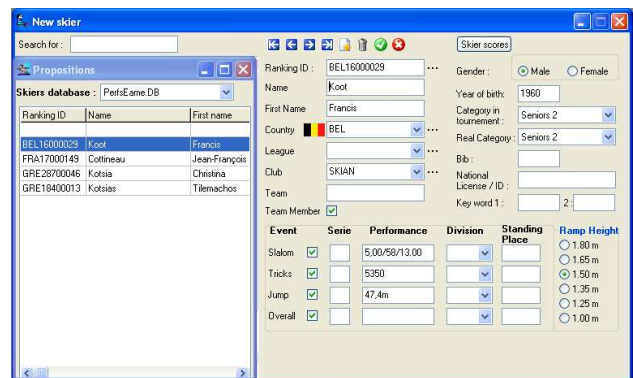 New skier
Search for :
Skier scores
Propositions
Skiers database : PerfsEame.DB
Ranking ID Name First name
BEL16000029 Koot Francis
FRA17000149 Cottineau Jean-François
GRE28700046 Kotsia Christina
GRE18400013 Kotsias Tilemachos
Ranking ID : BEL16000029 ...
Name Koot
First Name Francis
Country BEL ...
League ...
Club SKIAN ...
Team
Team Member
Gender : Male Female
Year of birth: 1960
Category in tournement : Seniors 2
Real Category : Seniors 2
Bib :
National License / ID :
Key word 1 : 2 :
Event Serie Performance Division Standing Place
Slalom 5,00/58/13.00
Tricks 5350
Jump 47,4m
Overall
Ramp Height
1.80 m
1.65 m
1.50 m
1.35 m
1.25 m
1.00 m